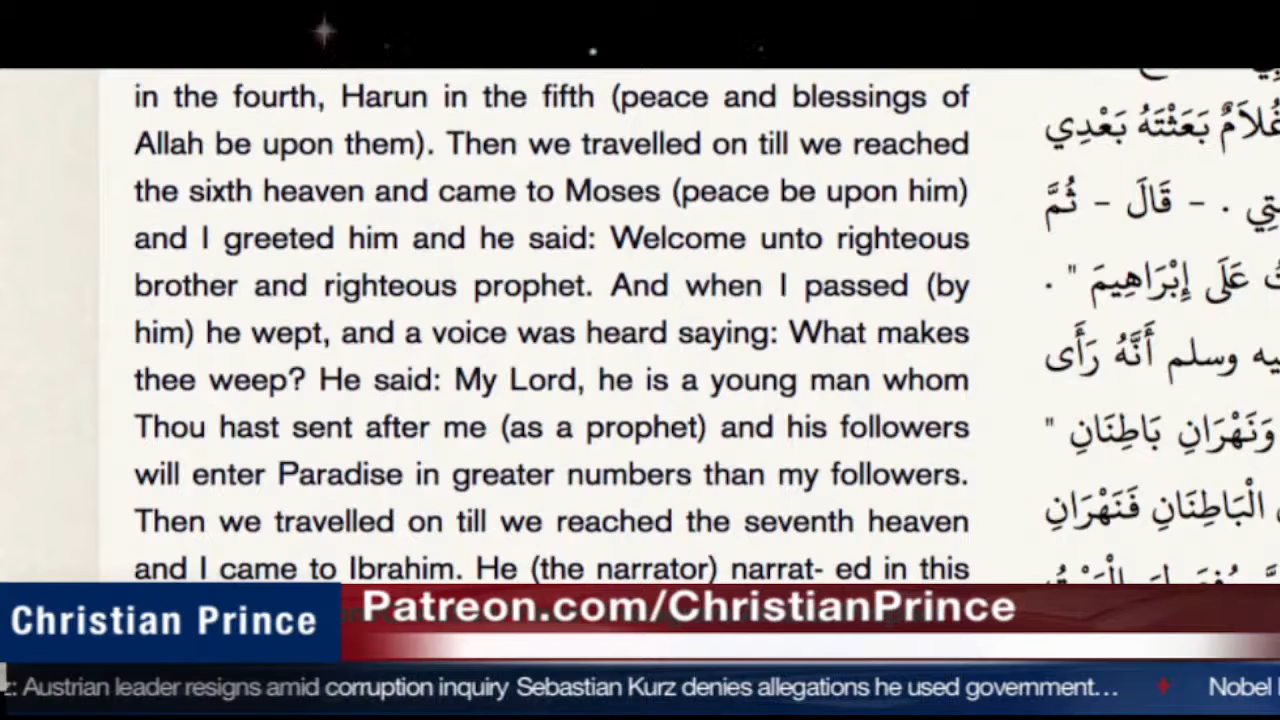 in the fourth, Harun in the fifth (peace and blessings of
Allah be upon them). Then we travelled on till we reached
the sixth heaven and came to Moses (peace be upon him)
and I greeted him and he said: Welcome unto righteous
brother and righteous prophet. And when I passed (by
him) he wept, and a voice was heard saying: What makes
thee weep? He said: My Lord, he is a young man whom
Thou hast sent after me (as a prophet) and his followers
will enter Paradise in greater numbers than my followers.
Then we travelled on till we reached the seventh heaven
and I came to Ibrahim. He (the narrator) narrat- ed in this
بَعَثْتَهُ بَعْدِي
. - قَالَ - ثُمَّ
عَلَى إِبْرَاهِيمَ " .
وسلم أَنَّهُ رَأَى
وَنَهْرَانِ بَاطِنَانِ "
الْبَاطِنَانِ فَنَهْرَانِ
Christian Prince
Patreon.com/ChristianPrince
Austrian leader resigns amid corruption inquiry Sebastian Kurz denies allegations he used government... Nobel